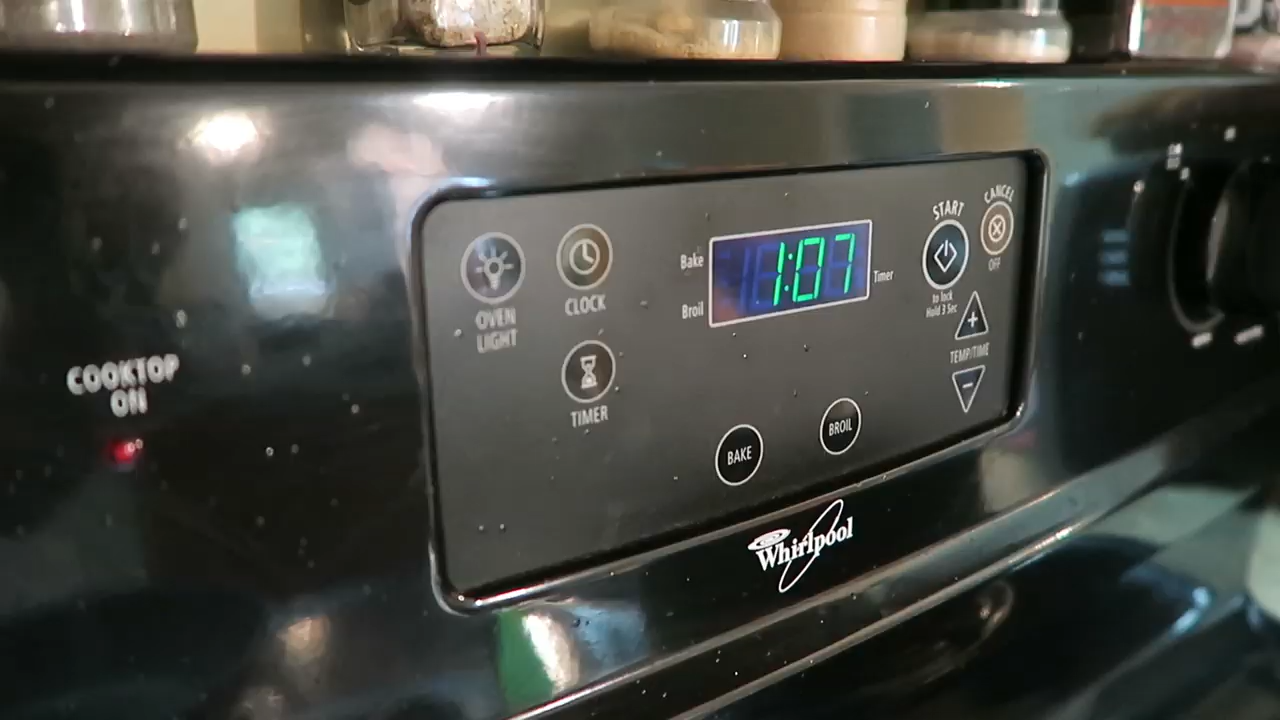 CANCEL
START
OFF
Bake
1:07
Timer
CLOCK
OVEN
LIGHT
Broil
to lock
Hold 3 Sec
TEMP/TIME
COOKTOP
ON
TIMER
BROIL
BAKE
Whirlpool